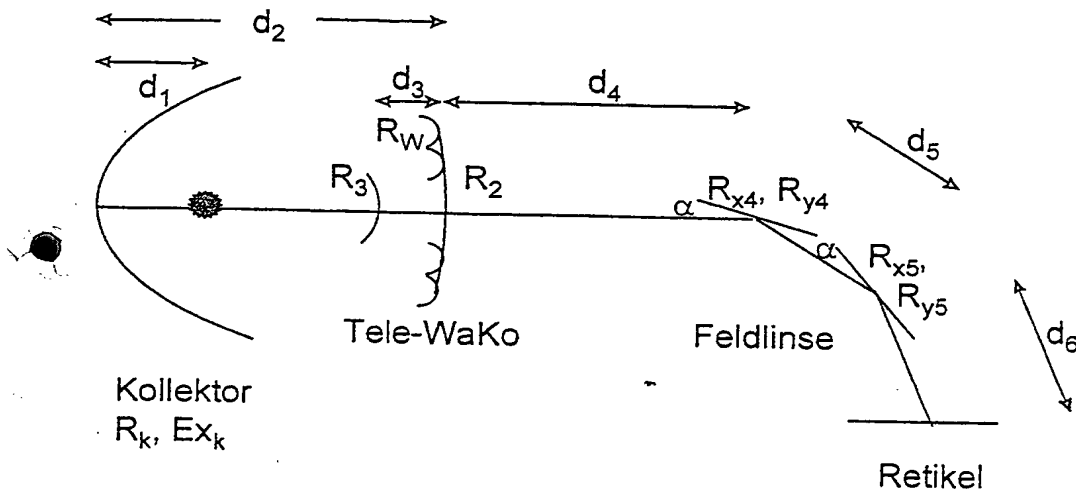 d2
d1
d3
d4
d5
RW
R3
R2
α
Rx4, Ry4
α
Rx5,
Ry5
d6
Tele-WaKo
Feldlinse
Kollektor
Rk, Exk
Retikel